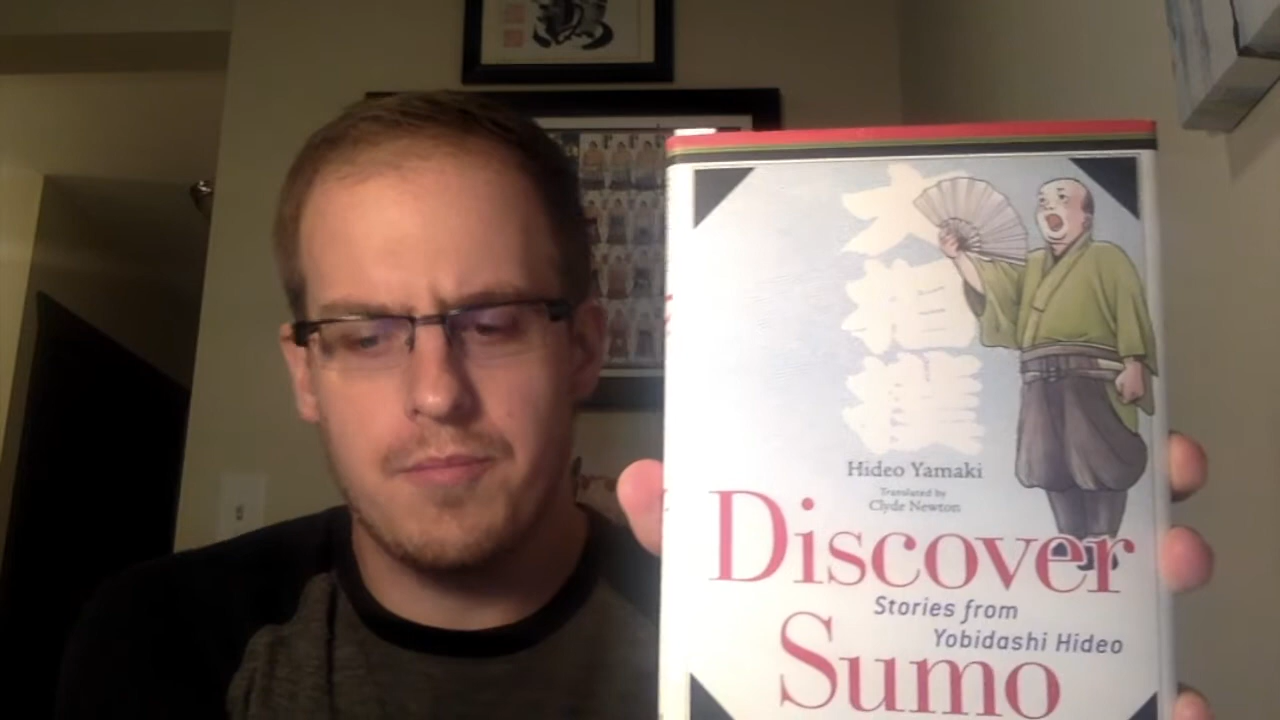 大相撲
Hideo Yamaki
Translated by
Clyde Newton
Discover
Stories from
Yobidashi Hideo
Sumo